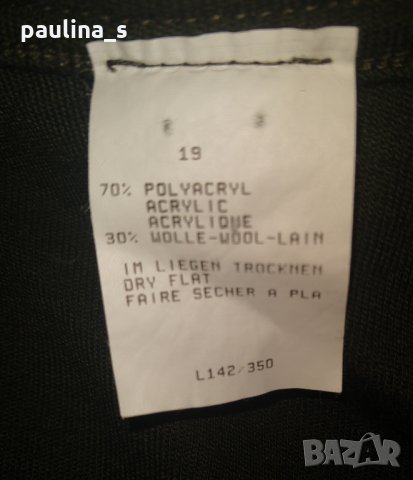 paulina_s
19
70% POLYACRYL
ACRYLIC
ACRYLIQUE
30% WOLLE-WOOL-LAIN
IM LIEGEN TROCKNEN
DRY FLAT
FAIRE SECHER A PLA
L142/350
BAZAR